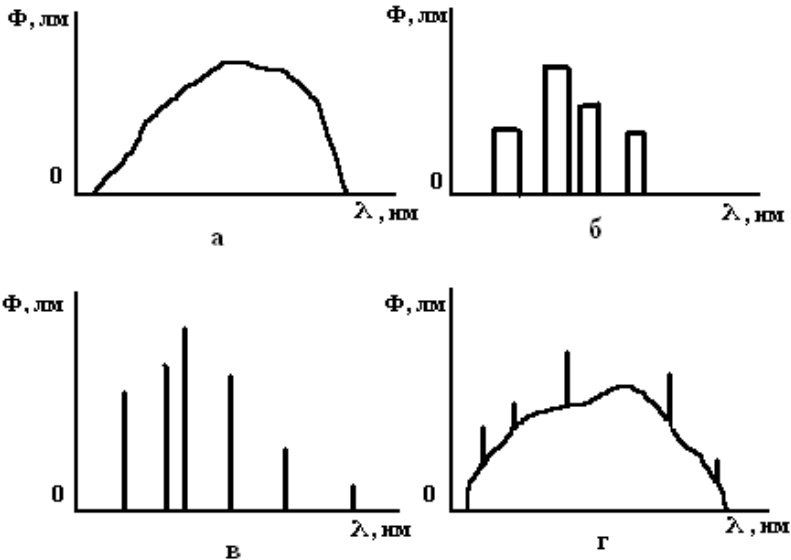 Ф, лм
0
λ, нм
а
Ф, лм
0
λ, нм
б
Ф, лм
0
λ, нм
в
Ф, лм
0
λ, нм
г